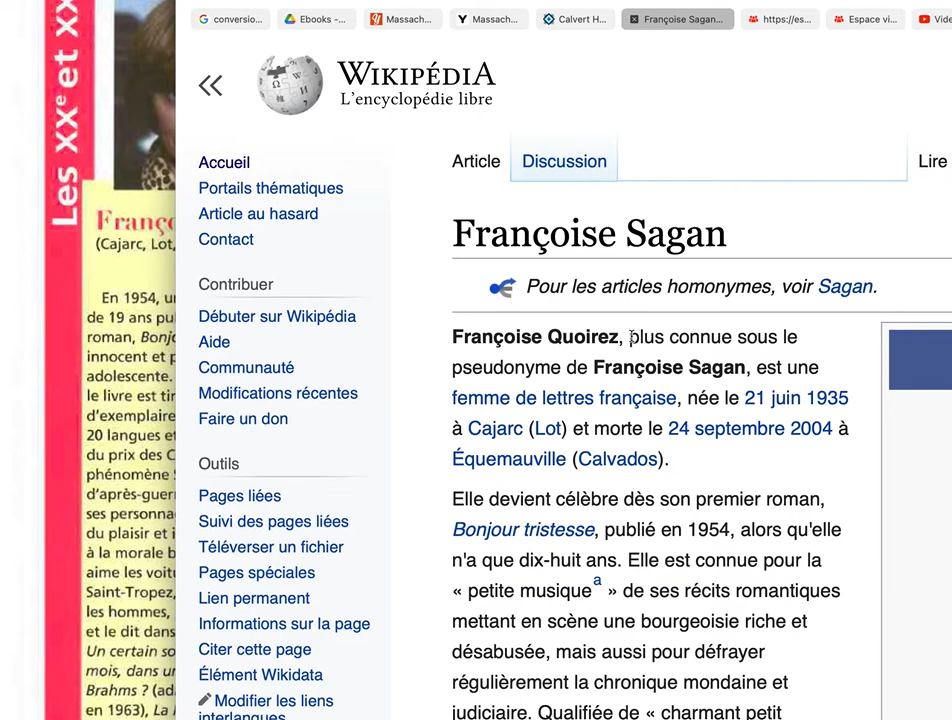 conversio...
Ebooks -...
Massach...
Massach...
Calvert H...
Françoise Sagan...
https://es...
Espace vi...
WIKIPÉDIA
L'encyclopédie libre
Accueil
Portails thématiques
Article au hasard
Contact
Contribuer
Débuter sur Wikipédia
Aide
Communauté
Modifications récentes
Faire un don
Outils
Pages liées
Suivi des pages liées
Téléverser un fichier
Pages spéciales
Lien permanent
Informations sur la page
Citer cette page
Élément Wikidata
Modifier les liens
interlangues
Article
Discussion
Lire
Françoise Sagan
Pour les articles homonymes, voir Sagan.
Françoise Quoirez, plus connue sous le
pseudonyme de Françoise Sagan, est une
femme de lettres française, née le 21 juin 1935
à Cajarc (Lot) et morte le 24 septembre 2004 à
Équemauville (Calvados).
Elle devient célèbre dès son premier roman,
Bonjour tristesse, publié en 1954, alors qu'elle
n'a que dix-huit ans. Elle est connue pour la
« petite musique a » de ses récits romantiques
mettant en scène une bourgeoisie riche et
désabusée, mais aussi pour défrayer
régulièrement la chronique mondaine et
judiciaire. Qualifiée de « charmant petit
Les XXe et XX
(Cajarc, Lot,
En 1954,
de 19 ans
roman,
innocent et
adolescente.
le livre est
d'exemplaire
20 langues et
du prix des
phénomène
d'après-guer
ses personna
du plaisir et
à la morale
aime les
Saint-Tropez,
les hommes,
et le dit dans
Un certain
mois, dans
Brahms ?
en 1963), La